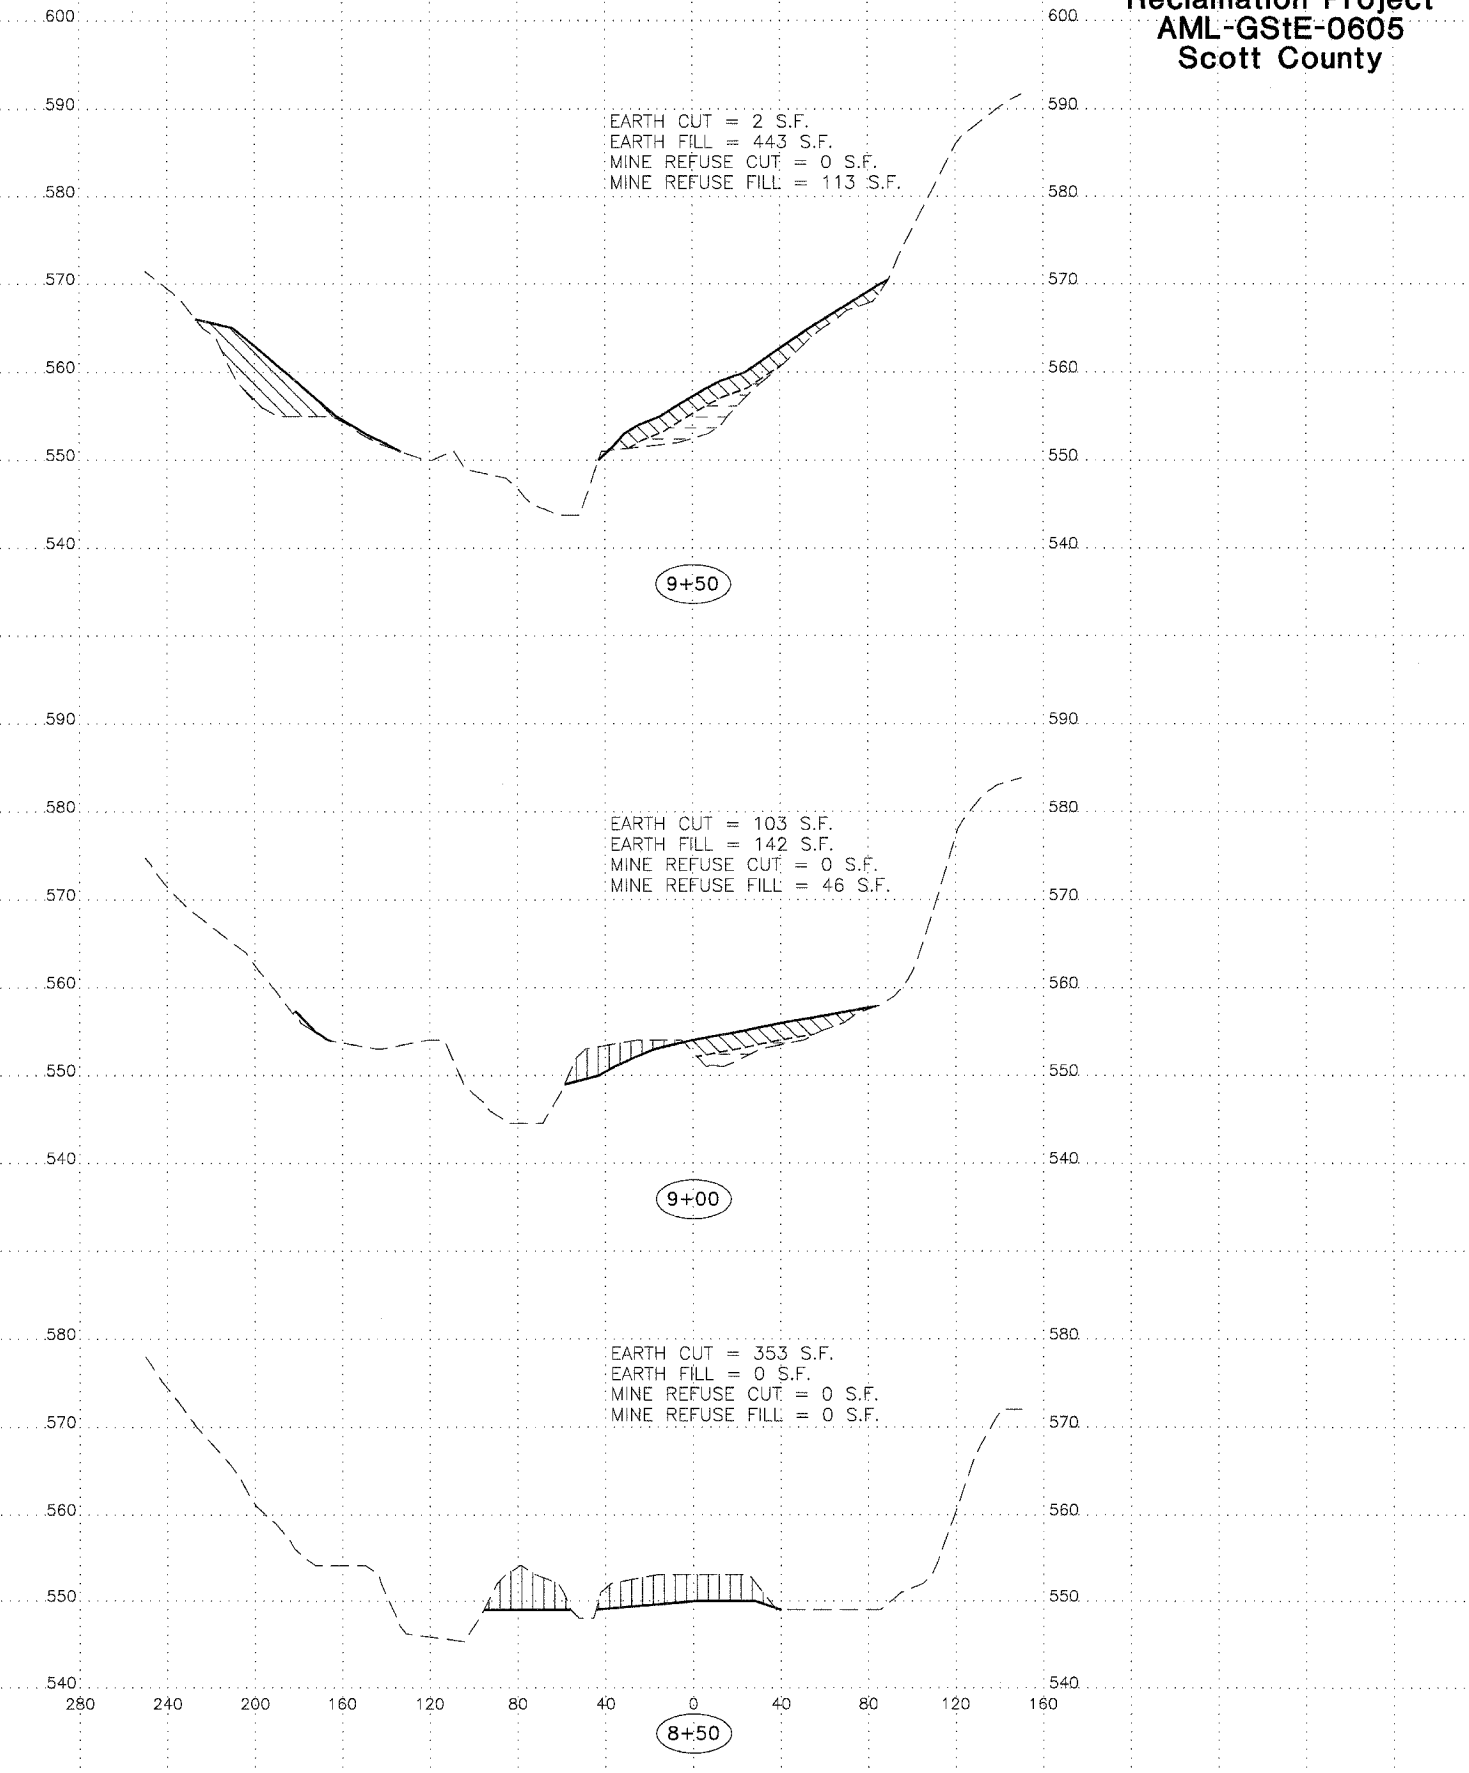 Reclamation Project
AML-GStE-0605
Scott County
600 600
590 590
EARTH CUT = 2 S.F.
EARTH FILL = 443 S.F.
MINE REFUSE CUT = 0 S.F.
MINE REFUSE FILL = 113 S.F.
580 580
570 570
560 560
550 550
540 540
9+50
590 590
580 580
EARTH CUT = 103 S.F.
EARTH FILL = 142 S.F.
MINE REFUSE CUT = 0 S.F.
MINE REFUSE FILL = 46 S.F.
570 570
560 560
550 550
540 540
9+00
580 580
EARTH CUT = 353 S.F.
EARTH FILL = 0 S.F.
MINE REFUSE CUT = 0 S.F.
MINE REFUSE FILL = 0 S.F.
570 570
560 560
550 550
540 540
280 240 200 160 120 80 40 0 40 80 120 160
8+50